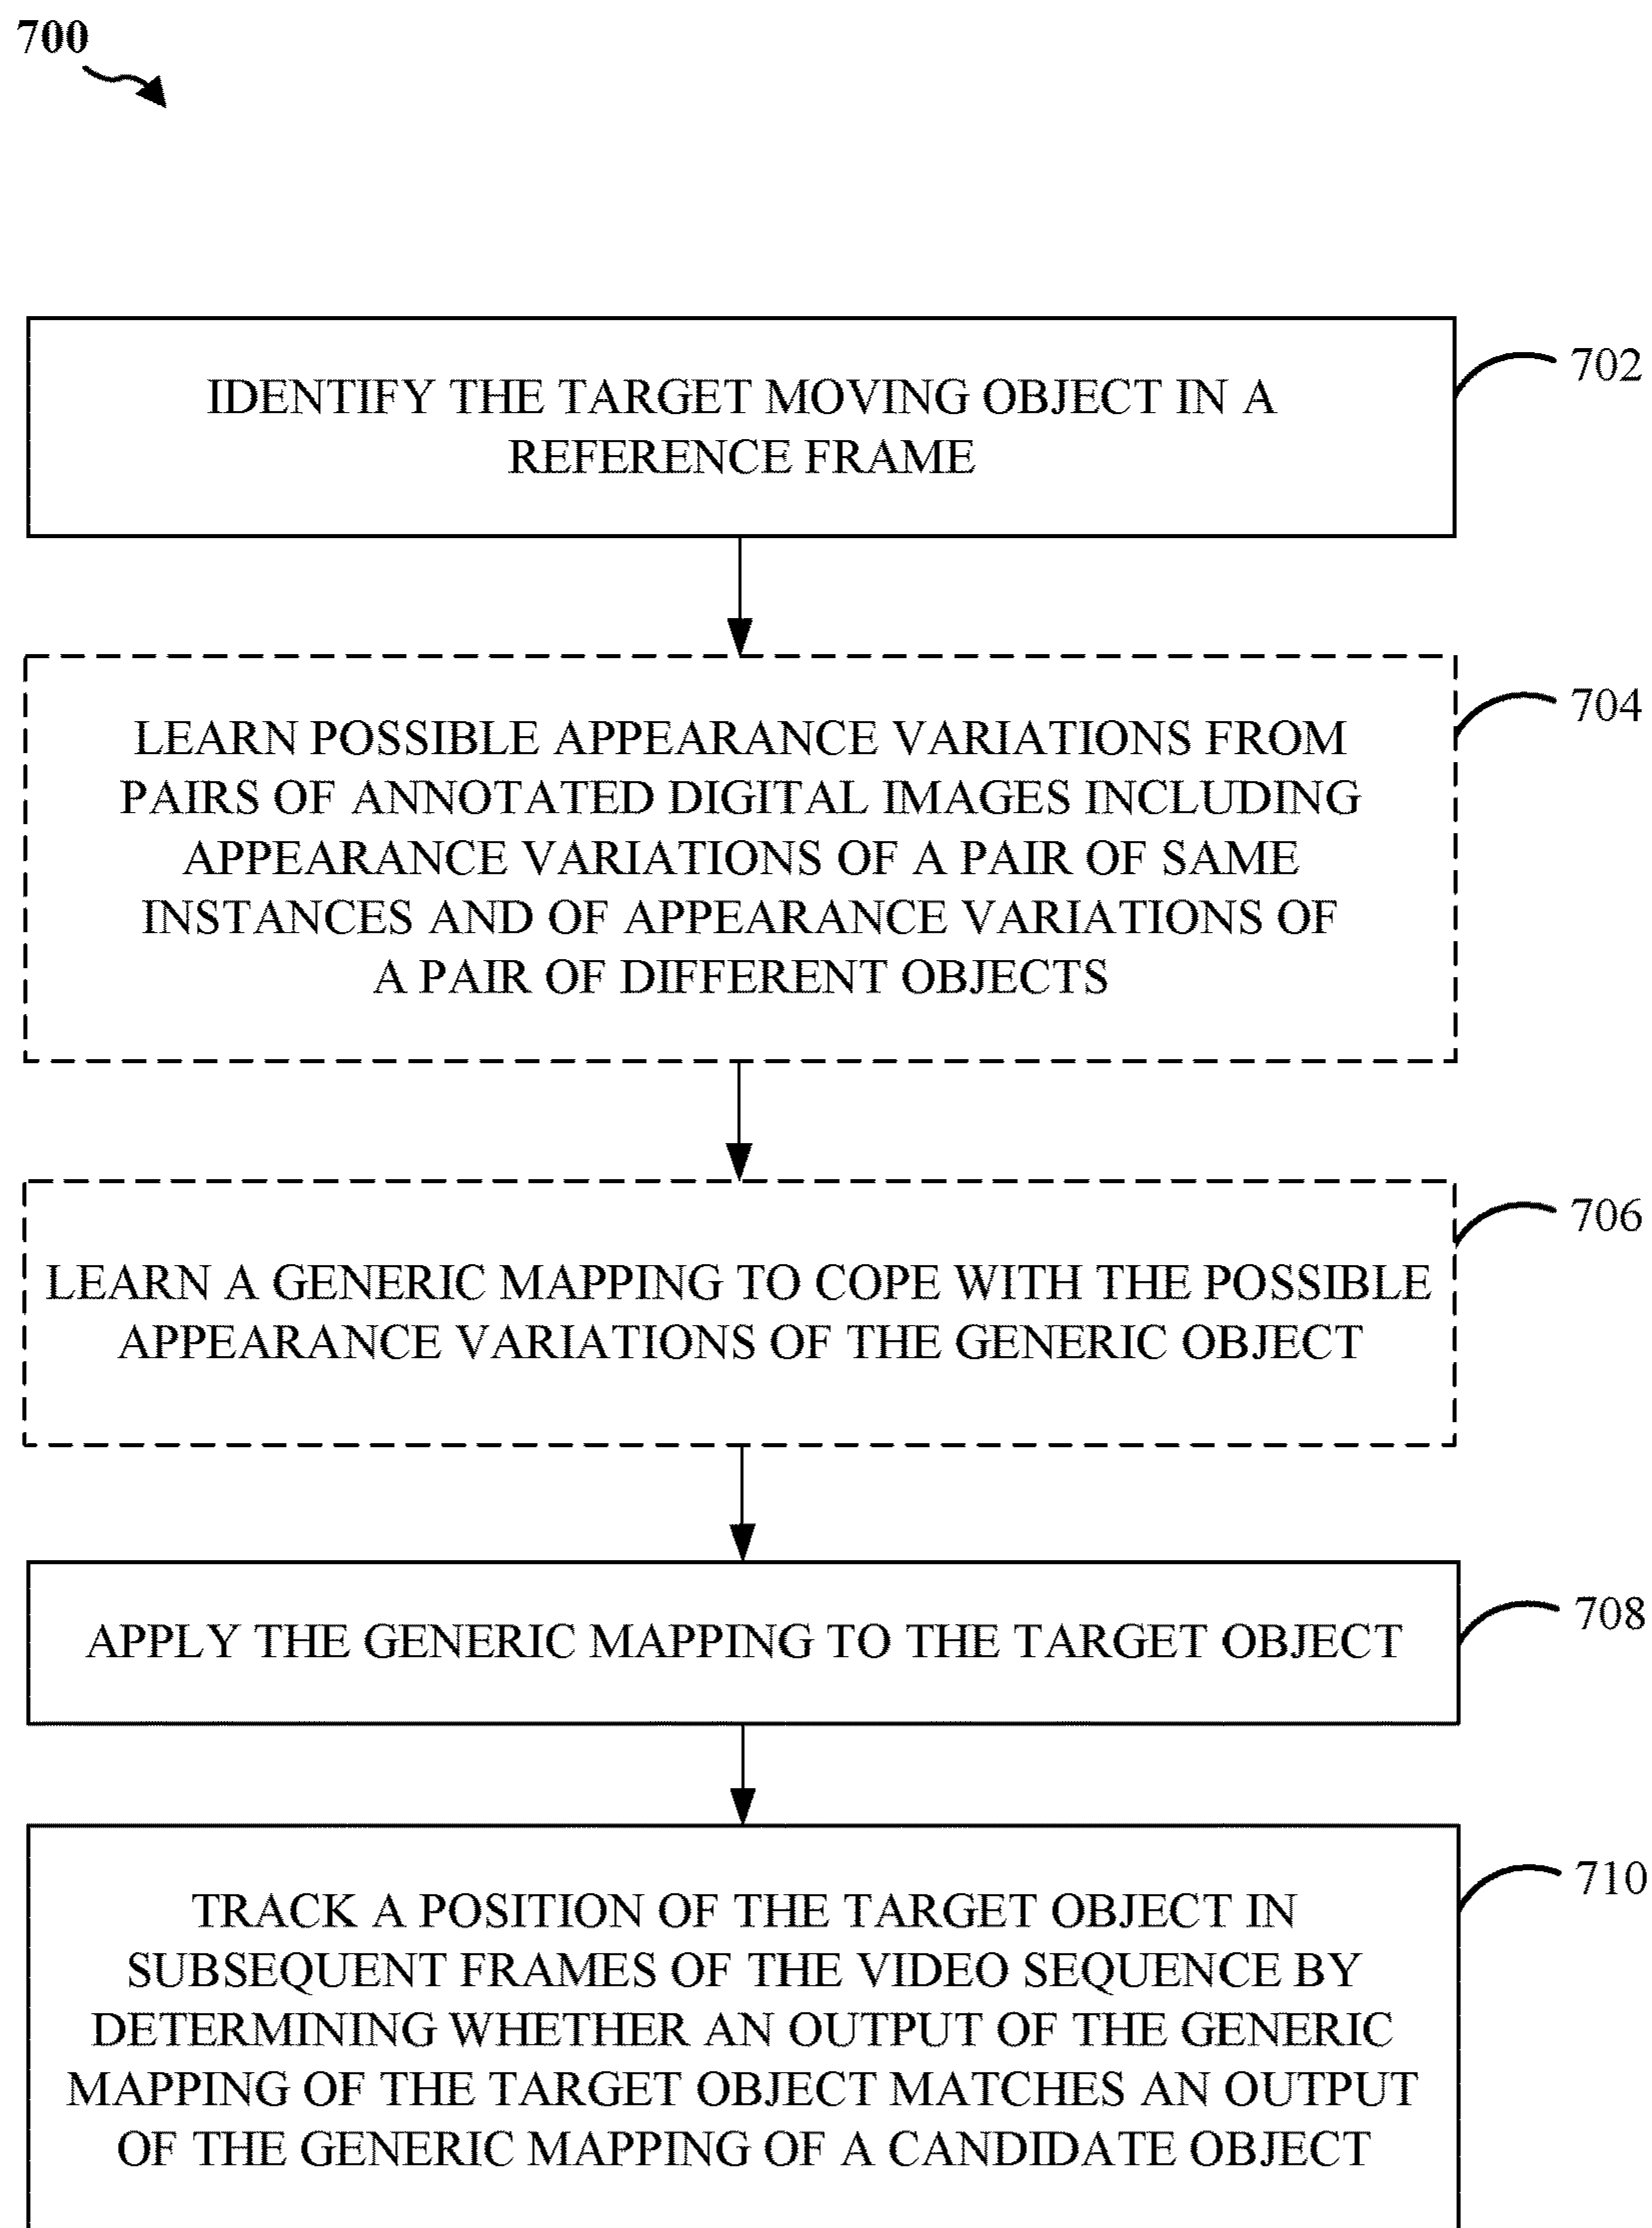 700
IDENTIFY THE TARGET MOVING OBJECT IN A
REFERENCE FRAME
702
LEARN POSSIBLE APPEARANCE VARIATIONS FROM
PAIRS OF ANNOTATED DIGITAL IMAGES INCLUDING
APPEARANCE VARIATIONS OF A PAIR OF SAME
INSTANCES AND OF APPEARANCE VARIATIONS OF
A PAIR OF DIFFERENT OBJECTS
704
LEARN A GENERIC MAPPING TO COPE WITH THE POSSIBLE
APPEARANCE VARIATIONS OF THE GENERIC OBJECT
706
APPLY THE GENERIC MAPPING TO THE TARGET OBJECT
708
TRACK A POSITION OF THE TARGET OBJECT IN
SUBSEQUENT FRAMES OF THE VIDEO SEQUENCE BY
DETERMINING WHETHER AN OUTPUT OF THE GENERIC
MAPPING OF THE TARGET OBJECT MATCHES AN OUTPUT
OF THE GENERIC MAPPING OF A CANDIDATE OBJECT
710